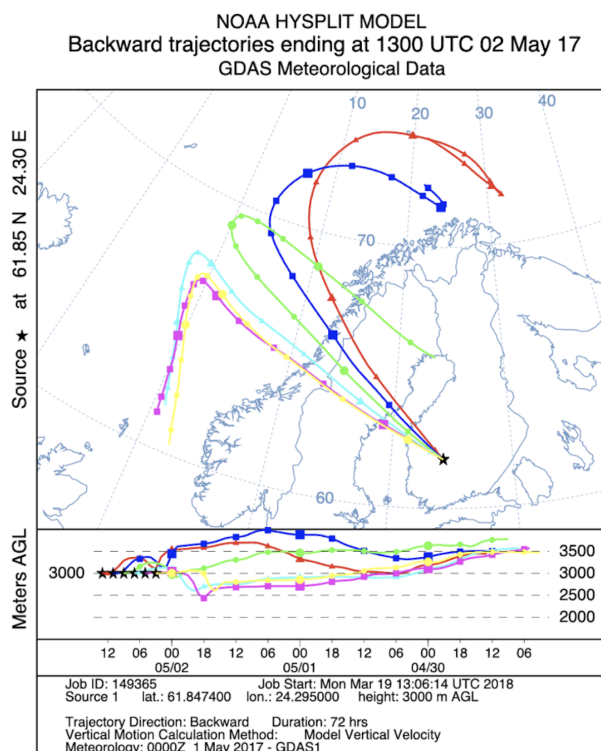 NOAA HYSPLIT MODEL
Backward trajectories ending at 1300 UTC 02 May 17
GDAS Meteorological Data
Source ★ at 61.85 N 24.30 E
10 20 30 40
70
60
Meters AGL
3000
3500
3000
2500
2000
12 06 00 18 12 06 00 18 12 06 00 18 12 06
05/02 05/01 04/30
Job ID: 149365 Job Start: Mon Mar 19 13:06:14 UTC 2018
Source 1 lat.: 61.847400 lon.: 24.295000 height: 3000 m AGL
Trajectory Direction: Backward Duration: 72 hrs
Vertical Motion Calculation Method: Model Vertical Velocity
Meteorology: 0000Z 1 May 2017 - GDAS1